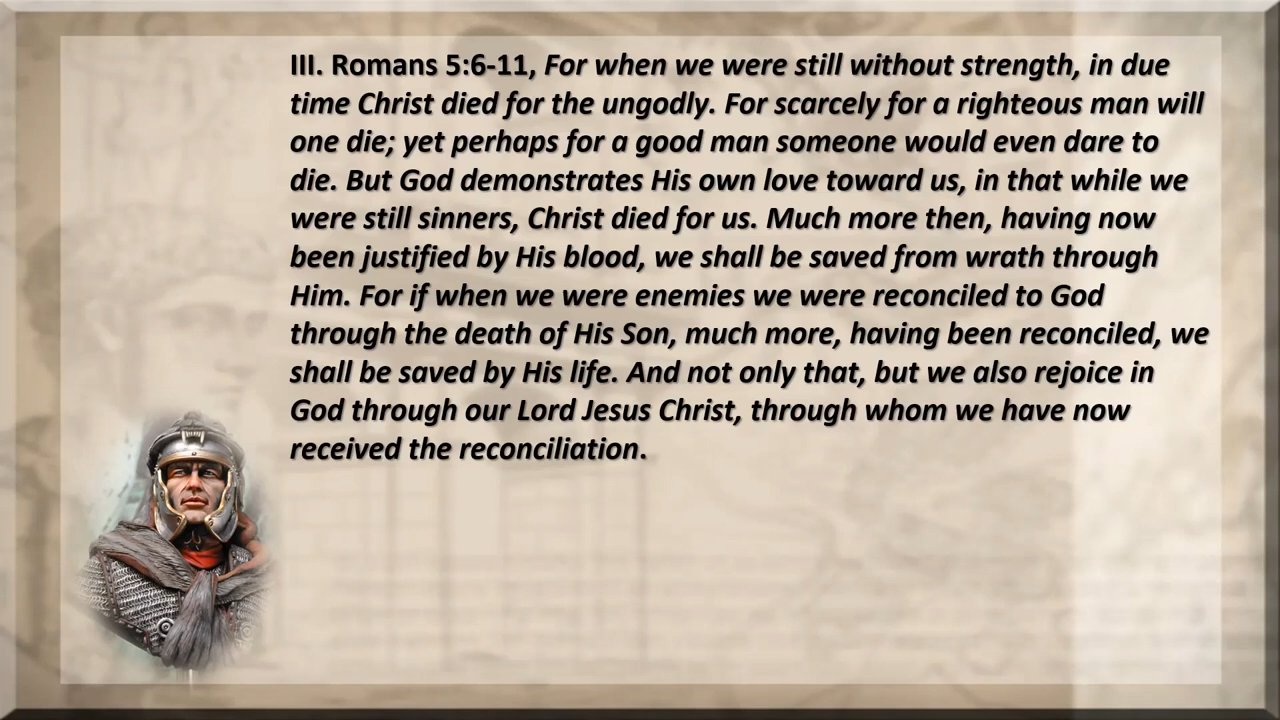 III. Romans 5:6-11, For when we were still without strength, in due
time Christ died for the ungodly. For scarcely for a righteous man will
one die; yet perhaps for a good man someone would even dare to
die. But God demonstrates His own love toward us, in that while we
were still sinners, Christ died for us. Much more then, having now
been justified by His blood, we shall be saved from wrath through
Him. For if when we were enemies we were reconciled to God
through the death of His Son, much more, having been reconciled, we
shall be saved by His life. And not only that, but we also rejoice in
God through our Lord Jesus Christ, through whom we have now
received the reconciliation.